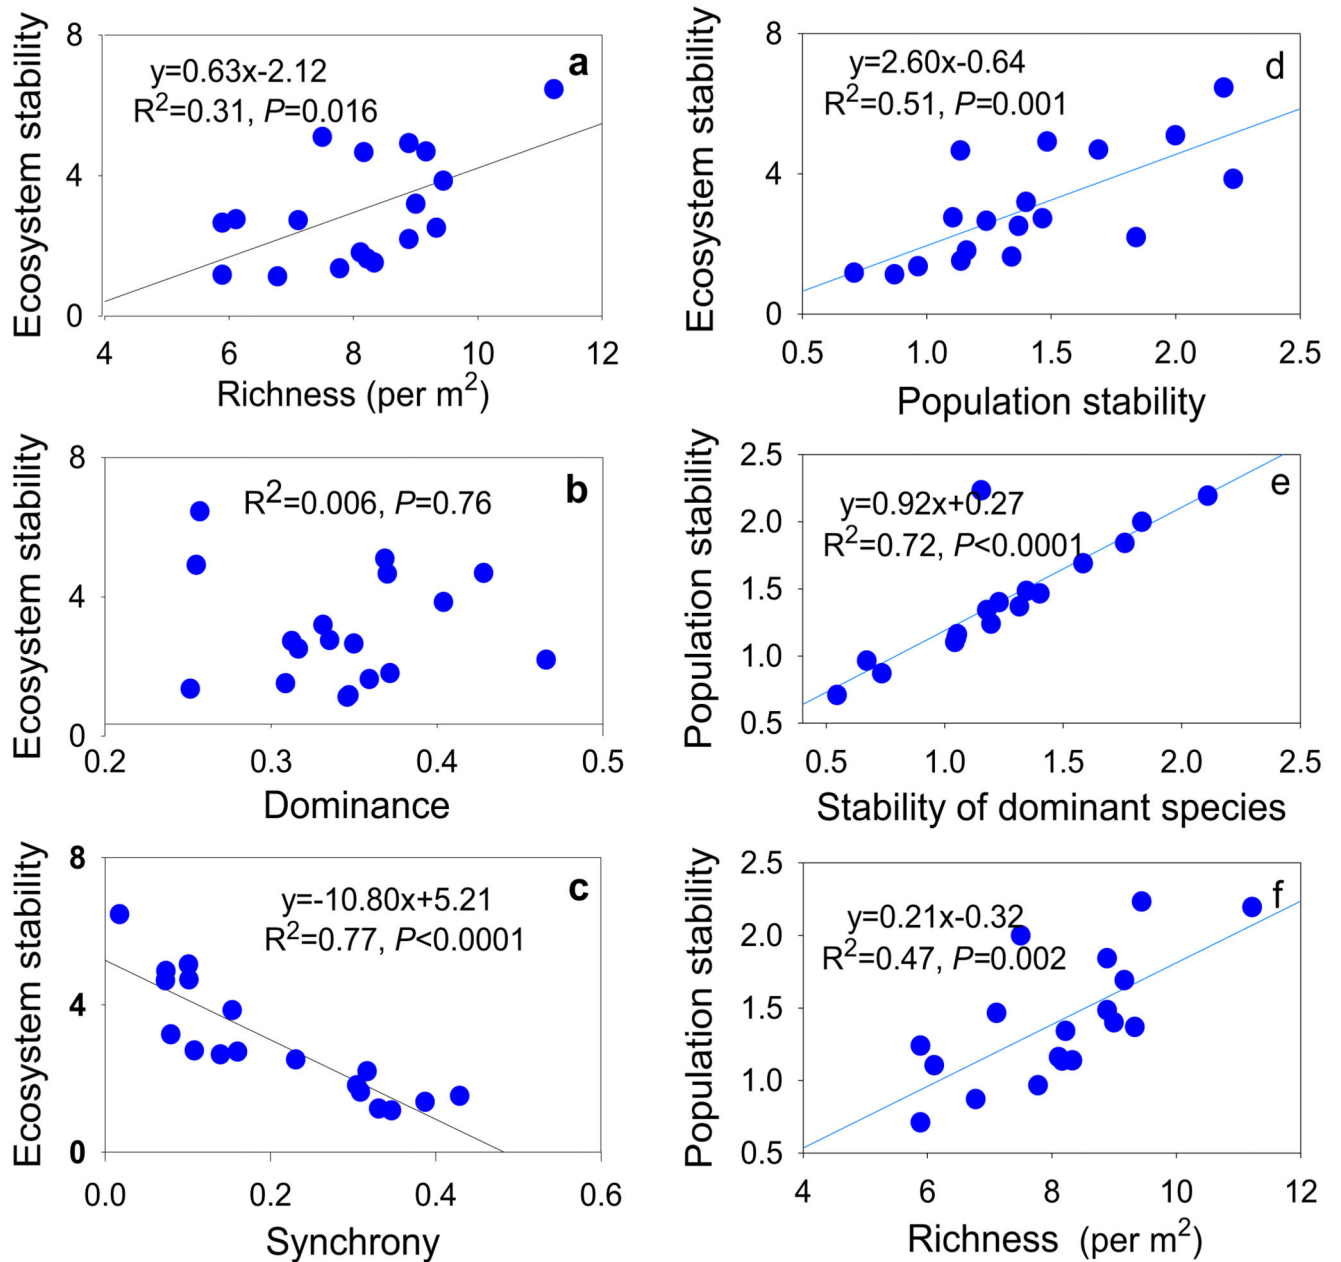 Ecosystem stability
8
4
0
y=0.63x-2.12
R²=0.31, P=0.016
a
4 6 8 10 12
Richness (per m²)
Ecosystem stability
8
4
0
R²=0.006, P=0.76
b
0.2 0.3 0.4 0.5
Dominance
Ecosystem stability
8
4
0
y=-10.80x+5.21
R²=0.77, P<0.0001
c
0.0 0.2 0.4 0.6
Synchrony
Ecosystem stability
8
4
0
y=2.60x-0.64
R²=0.51, P=0.001
d
0.5 1.0 1.5 2.0 2.5
Population stability
Population stability
2.5
2.0
1.5
1.0
0.5
y=0.92x+0.27
R²=0.72, P<0.0001
e
0.5 1.0 1.5 2.0 2.5
Stability of dominant species
Population stability
2.5
2.0
1.5
1.0
0.5
y=0.21x-0.32
R²=0.47, P=0.002
f
4 6 8 10 12
Richness (per m²)